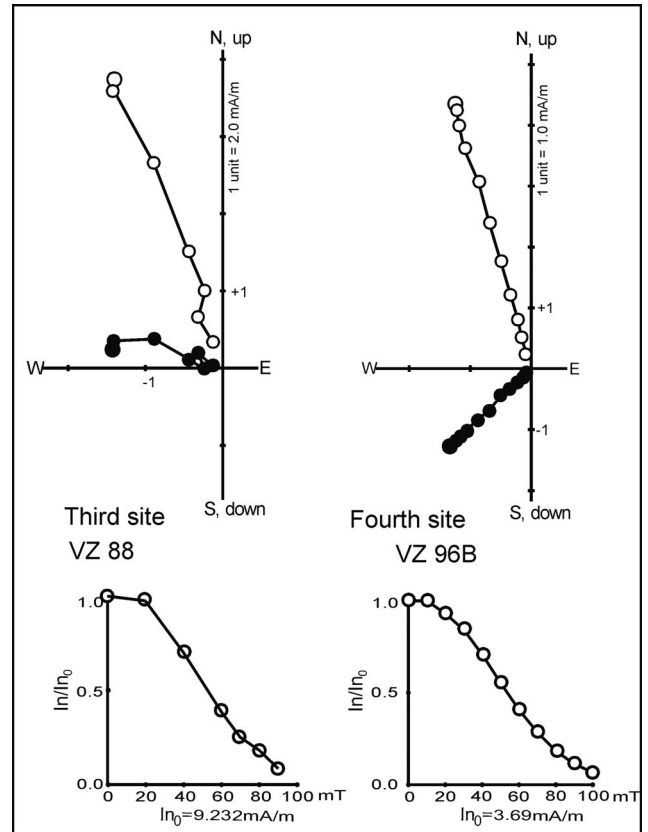 N, up
1 unit = 2.0 mA/m
+1
W
-1
E
S, down
Third site
VZ 88
1.0
0.5
0.0
In/In0
0 20 40 60 80 100 mT
In0=9.232mA/m
N, up
1 unit = 1.0 mA/m
+1
W
E
-1
S, down
Fourth site
VZ 96B
1.0
0.5
0.0
In/In0
0 20 40 60 80 100 mT
In0=3.69mA/m